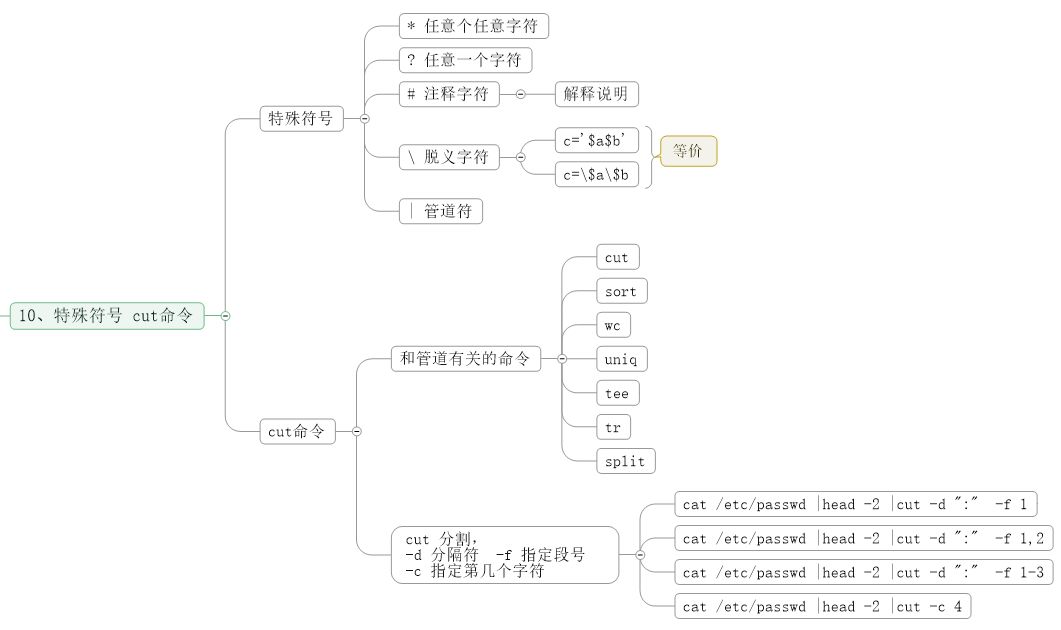 10、特殊符号 cut命令
特殊符号
* 任意个任意字符
? 任意一个字符
# 注释字符
解释说明
\ 脱义字符
c='$a$b'
c=\$a\$b
等价
| 管道符
cut命令
和管道有关的命令
cut
sort
wc
uniq
tee
tr
split
cut 分割，
-d 分隔符 -f 指定段号
-c 指定第几个字符
cat /etc/passwd |head -2 |cut -d ":" -f 1
cat /etc/passwd |head -2 |cut -d ":" -f 1,2
cat /etc/passwd |head -2 |cut -d ":" -f 1-3
cat /etc/passwd |head -2 |cut -c 4